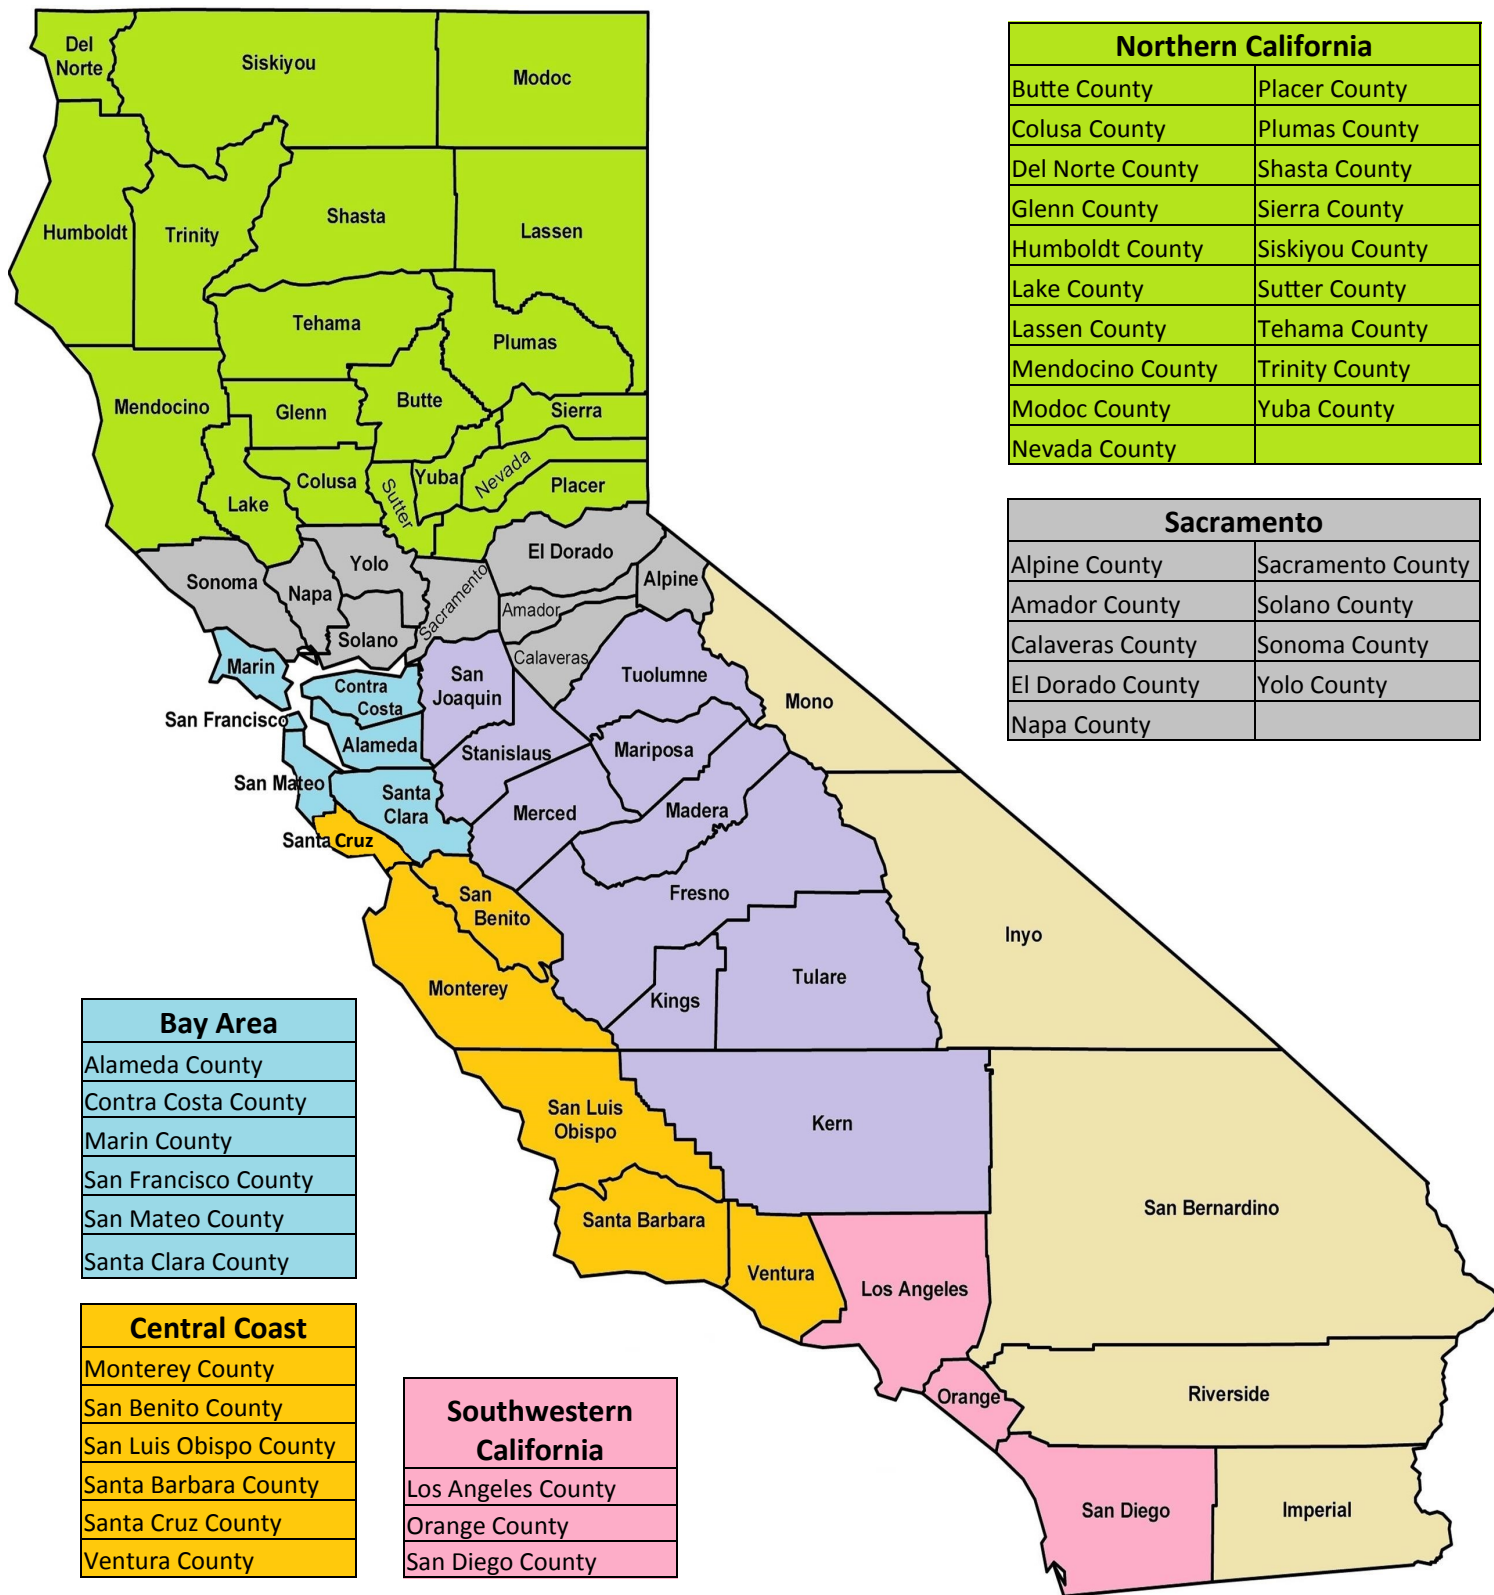 Del
Norte
Siskiyou
Modoc
Humboldt
Trinity
Shasta
Lassen
Tehama
Plumas
Mendocino
Glenn
Butte
Sierra
Lake
Colusa
Sutter
Yuba
Nevada
Placer
Sonoma
Napa
Yolo
Solano
Sacramento
El Dorado
Amador
Alpine
Calaveras
Marin
Contra
Costa
San
Joaquin
Tuolumne
Mono
San Francisco
Alameda
Stanislaus
Mariposa
San Mateo
Santa
Clara
Merced
Madera
Santa Cruz
San
Benito
Fresno
Inyo
Monterey
Kings
Tulare
San Luis
Obispo
Kern
San Bernardino
Santa Barbara
Ventura
Los Angeles
Orange
Riverside
San Diego
Imperial
Northern California
Butte County Placer County
Colusa County Plumas County
Del Norte County Shasta County
Glenn County Sierra County
Humboldt County Siskiyou County
Lake County Sutter County
Lassen County Tehama County
Mendocino County Trinity County
Modoc County Yuba County
Nevada County
Sacramento
Alpine County Sacramento County
Amador County Solano County
Calaveras County Sonoma County
El Dorado County Yolo County
Napa County
Bay Area
Alameda County
Contra Costa County
Marin County
San Francisco County
San Mateo County
Santa Clara County
Central Coast
Monterey County
San Benito County
San Luis Obispo County
Santa Barbara County
Santa Cruz County
Ventura County
Southwestern
California
Los Angeles County
Orange County
San Diego County